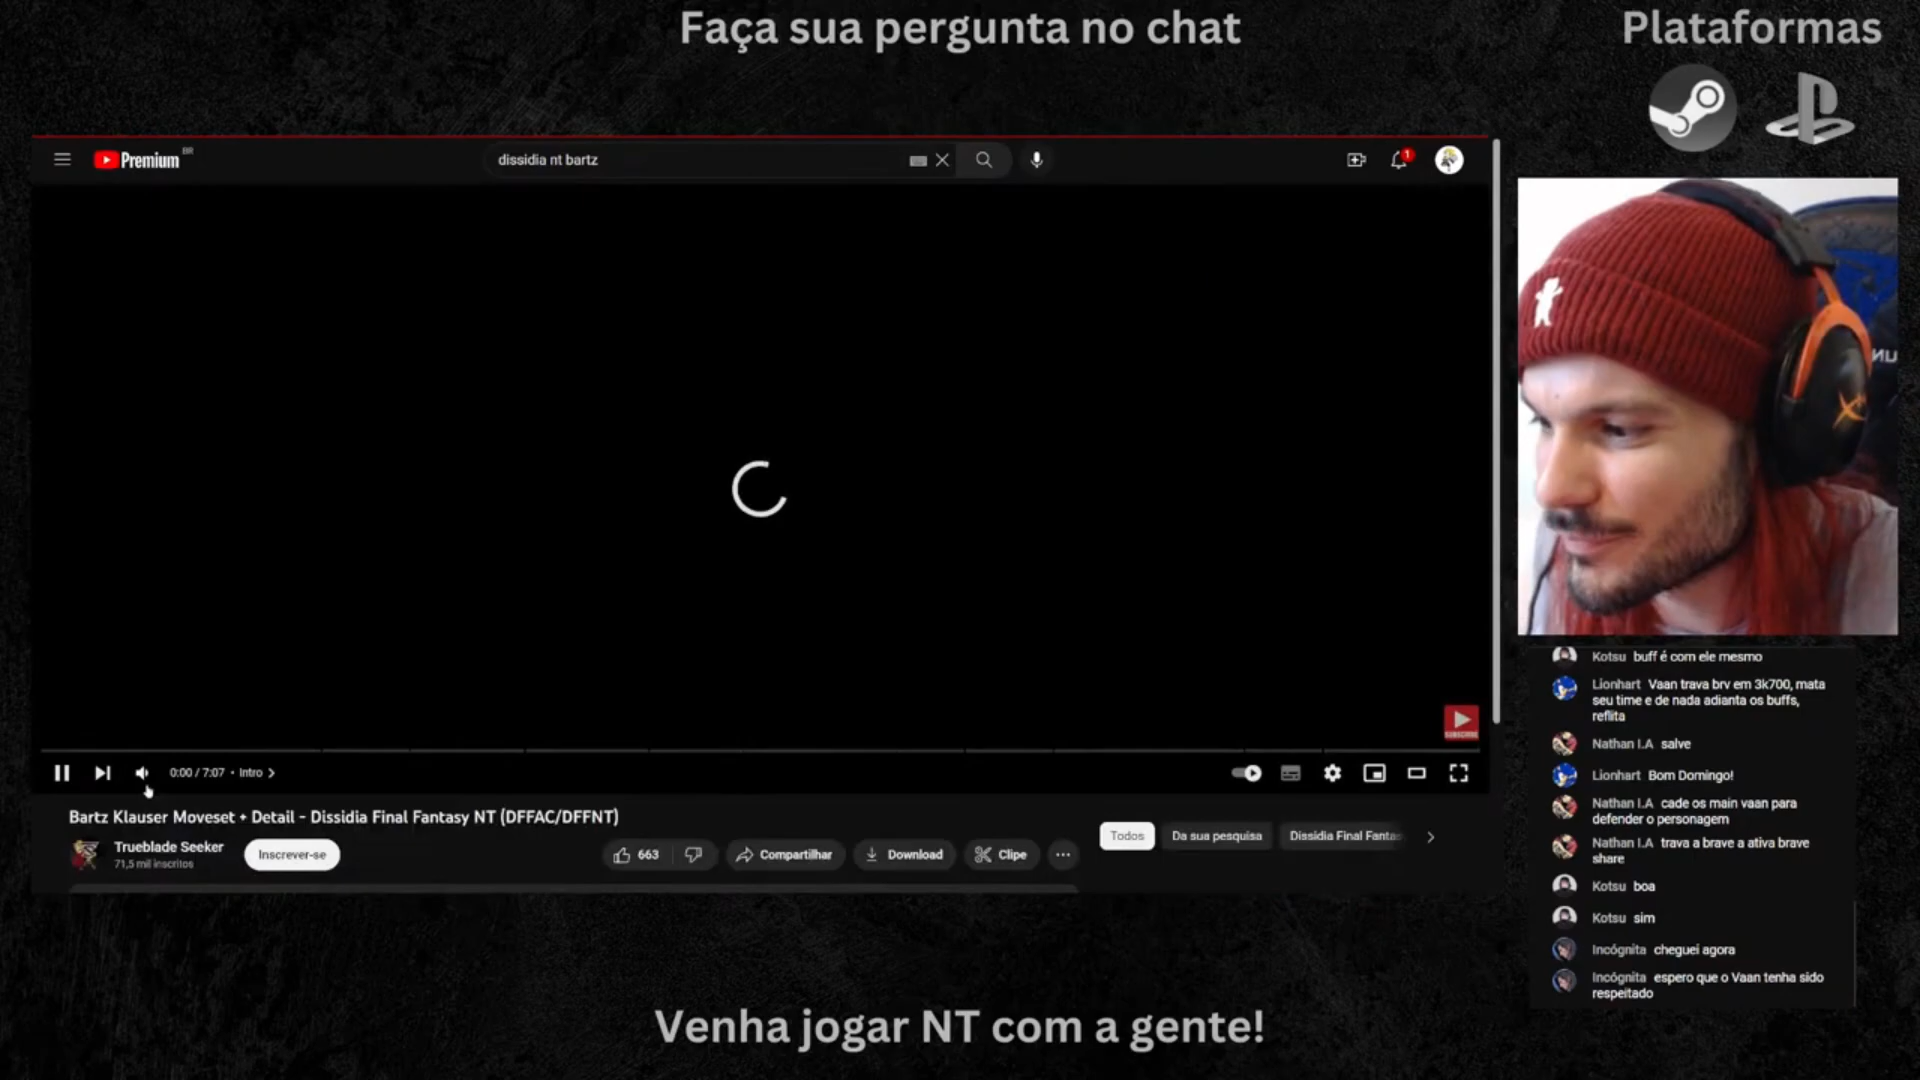 Faça sua pergunta no chat
Plataformas
Premium BR
dissidia nt bartz
1
SUBSCRIBE
0:00 / 7:07 • Intro
Bartz Klauser Moveset + Detail - Dissidia Final Fantasy NT (DFFAC/DFFNT)
Trueblade Seeker
71,5 mil inscritos
Inscrever-se
663
Compartilhar
Download
Clipe
Todos
Da sua pesquisa
Dissidia Final Fantas
Kotsu buff é com ele mesmo
Lionhart Vaan trava brv em 3k700, mata
seu time e de nada adianta os buffs,
reflita
Nathan I.A salve
Lionhart Bom Domingo!
Nathan I.A cade os main vaan para
defender o personagem
Nathan I.A trava a brave a ativa brave
share
Kotsu boa
Kotsu sim
Incógnita cheguei agora
Incógnita espero que o Vaan tenha sido
respeitado
Venha jogar NT com a gente!